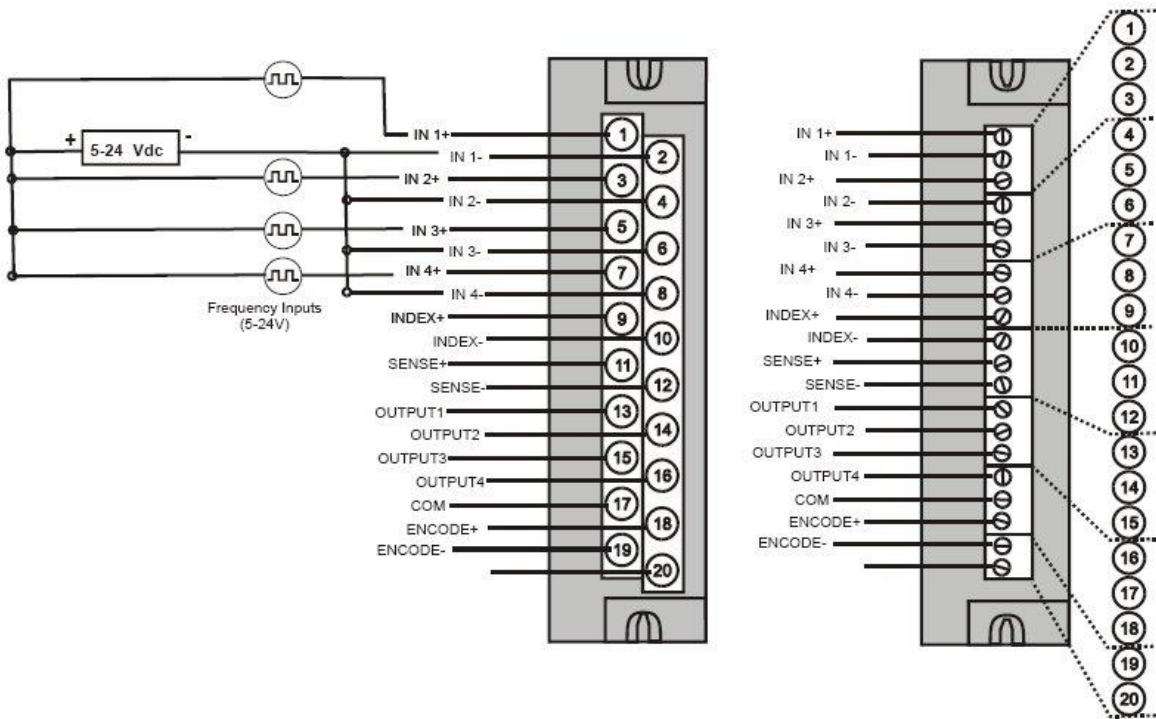 + 5-24 Vdc -
Frequency Inputs
(5-24V)
IN 1+
IN 1-
IN 2+
IN 2-
IN 3+
IN 3-
IN 4+
IN 4-
INDEX+
INDEX-
SENSE+
SENSE-
OUTPUT1
OUTPUT2
OUTPUT3
OUTPUT4
COM
ENCODE+
ENCODE-
1
2
3
4
5
6
7
8
9
10
11
12
13
14
15
16
17
18
19
20
IN 1+
IN 1-
IN 2+
IN 2-
IN 3+
IN 3-
IN 4+
IN 4-
INDEX+
INDEX-
SENSE+
SENSE-
OUTPUT1
OUTPUT2
OUTPUT3
OUTPUT4
COM
ENCODE+
ENCODE-
1
2
3
4
5
6
7
8
9
10
11
12
13
14
15
16
17
18
19
20